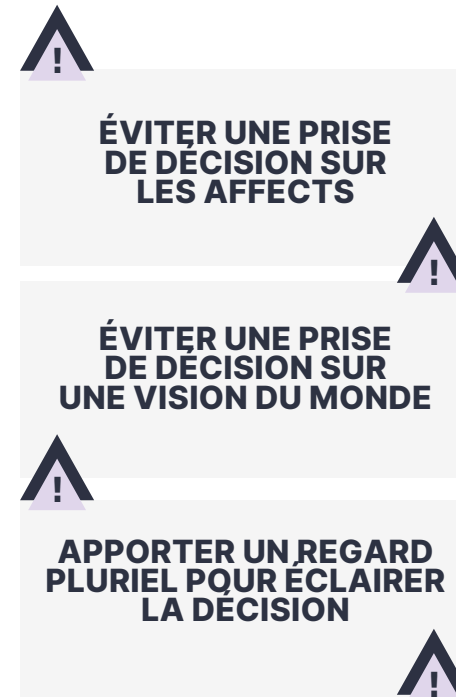 !
ÉVITER UNE PRISE
DE DÉCISION SUR
LES AFFECTS
!
ÉVITER UNE PRISE
DE DÉCISION SUR
UNE VISION DU MONDE
!
APPORTER UN REGARD
PLURIEL POUR ÉCLAIRER
LA DÉCISION
!